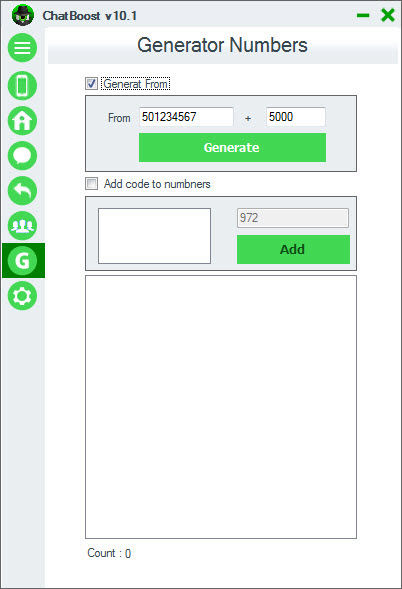 ChatBoost v10.1
Generator Numbers
Generat From
From 501234567 + 5000
Generate
Add code to numbners
972
Add
G
Count : 0